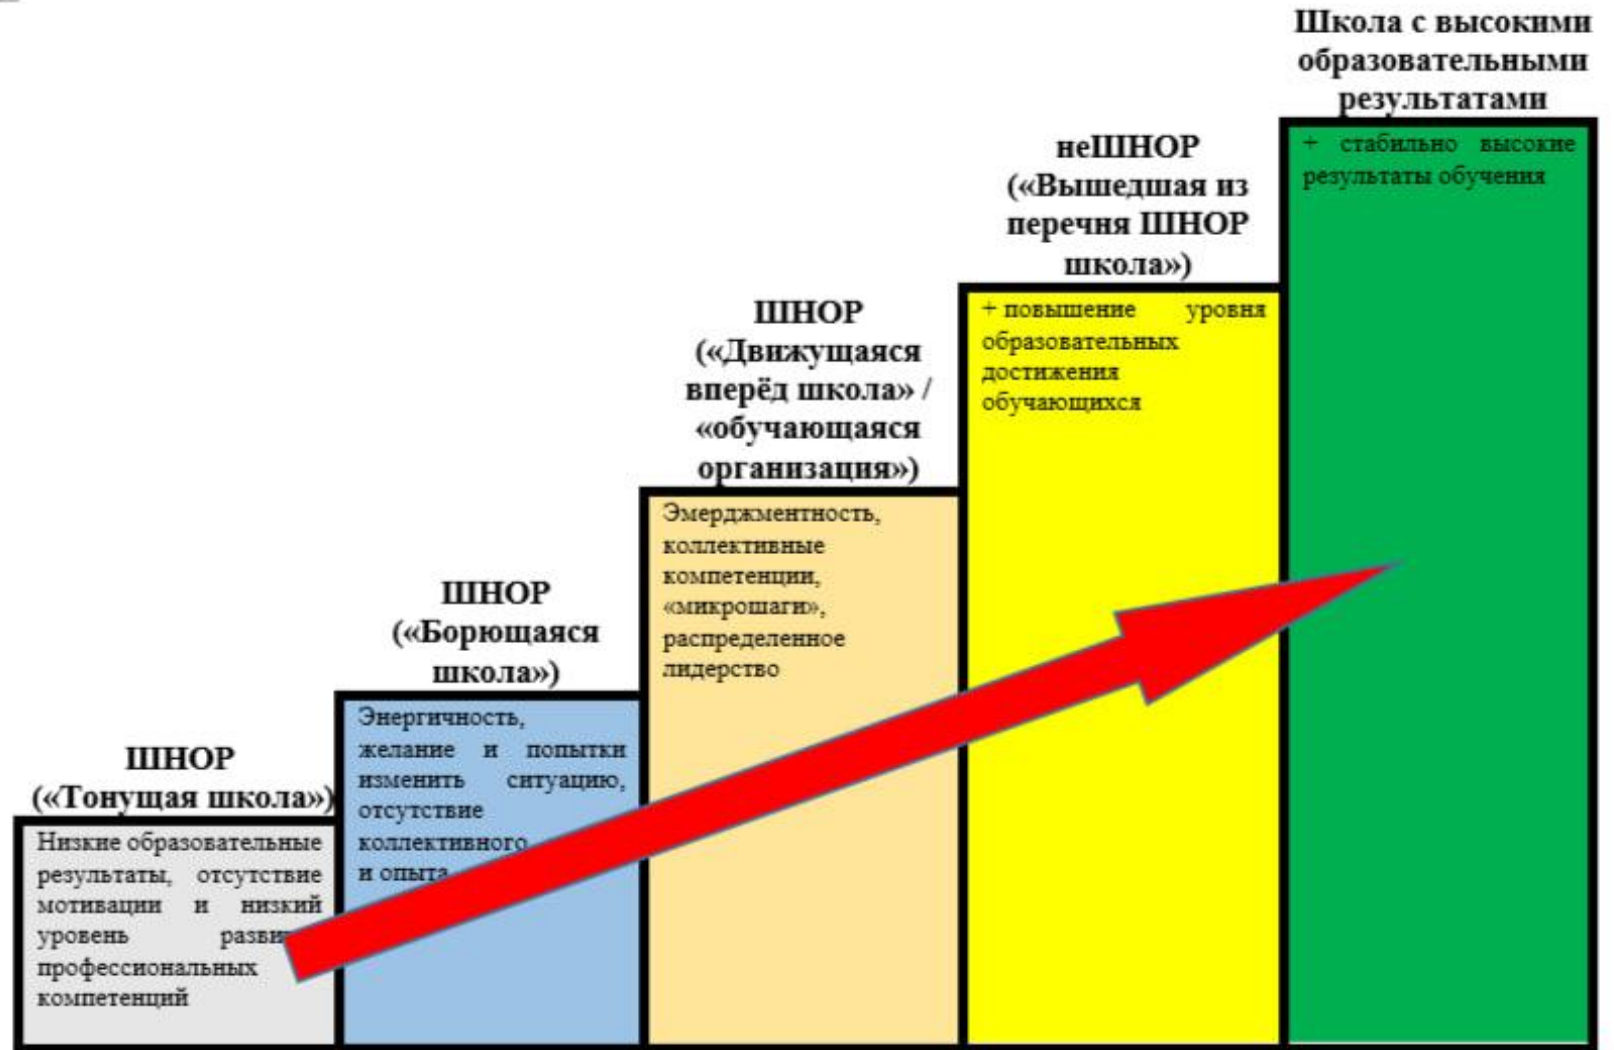 ШНОР
(«Тонущая школа»)
Низкие образовательные
результаты, отсутствие
мотивации и низкий
уровень
профессиональных
компетенций
ШНОР
(«Борющаяся
школа»)
Энергичность,
желание и попытки
изменить ситуацию,
отсутствие
коллективного
и опыта
ШНОР
(«Движущаяся
вперёд школа» /
«обучающаяся
организация»)
Эмерджментность,
коллективные
компетенции,
«микрошаги»,
распределенное
лидерство
неШНОР
(«Вышедшая из
перечня ШНОР
школа»)
+ повышение уровня
образовательных
достижения
обучающихся
Школа с высокими
образовательными
результатами
+ стабильно высокие
результаты обучения